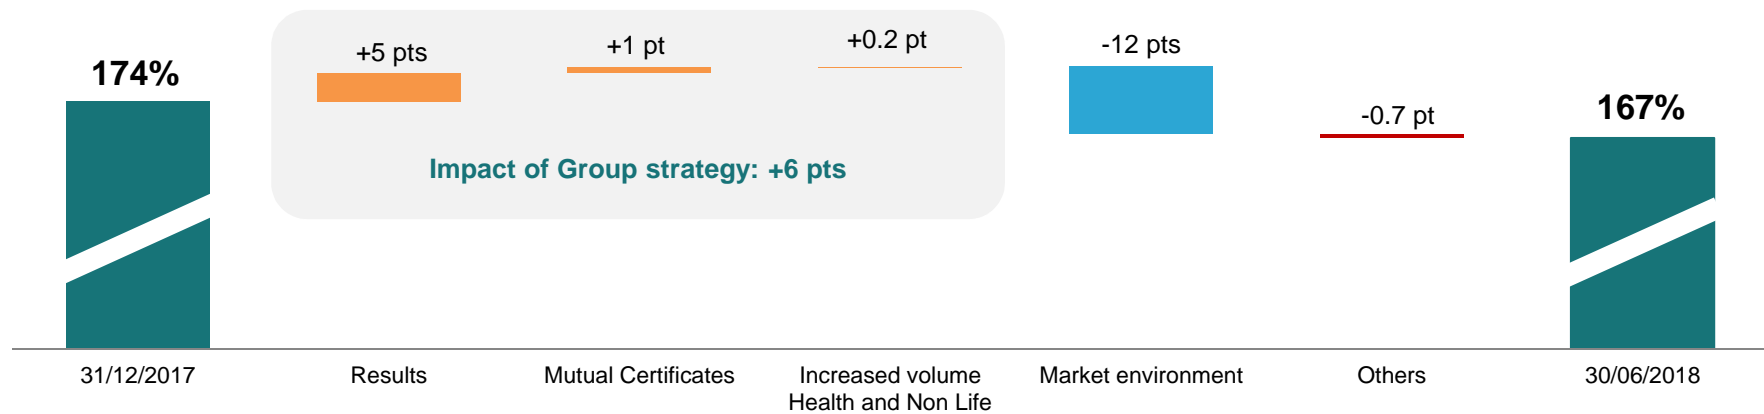 174%
+5 pts
+1 pt
+0.2 pt
-12 pts
-0.7 pt
167%
Impact of Group strategy: +6 pts
31/12/2017
Results
Mutual Certificates
Increased volume
Health and Non Life
Market environment
Others
30/06/2018